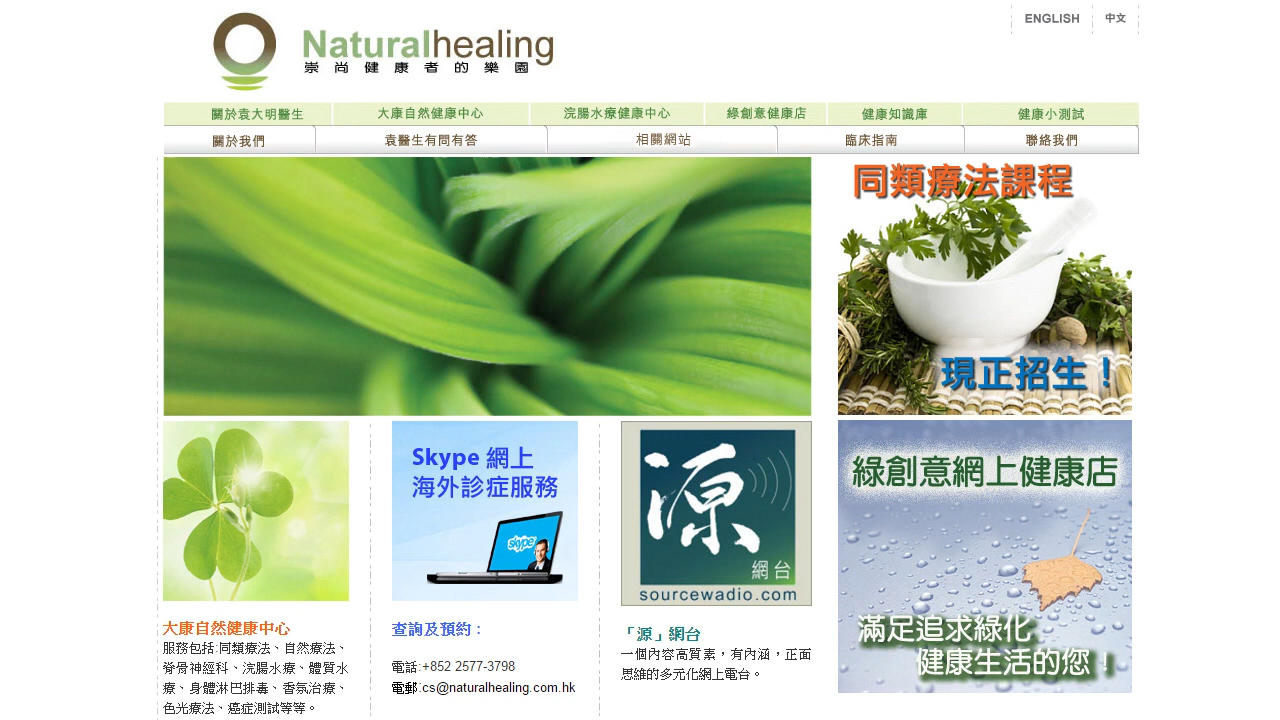 ENGLISH
中文
Naturalhealing
崇尚健康者的樂園
關於袁大明醫生
大康自然健康中心
浣腸水療健康中心
綠創意健康店
健康知識庫
健康小測試
關於我們
袁醫生有問有答
相關網站
臨床指南
聯絡我們
同類療法課程
現正招生！
Skype 網上
海外診症服務
skype
源
網台
sourcewadio.com
綠創意網上健康店
滿足追求綠化
健康生活的您！
大康自然健康中心
服務包括:同類療法、自然療法、
脊骨神經科、浣腸水療、體質水
療、身體淋巴排毒、香氛治療、
色光療法、癌症測試等等。
查詢及預約：
電話:+852 2577-3798
電郵:cs@naturalhealing.com.hk
「源」網台
一個內容高質素，有內涵，正面
思維的多元化網上電台。